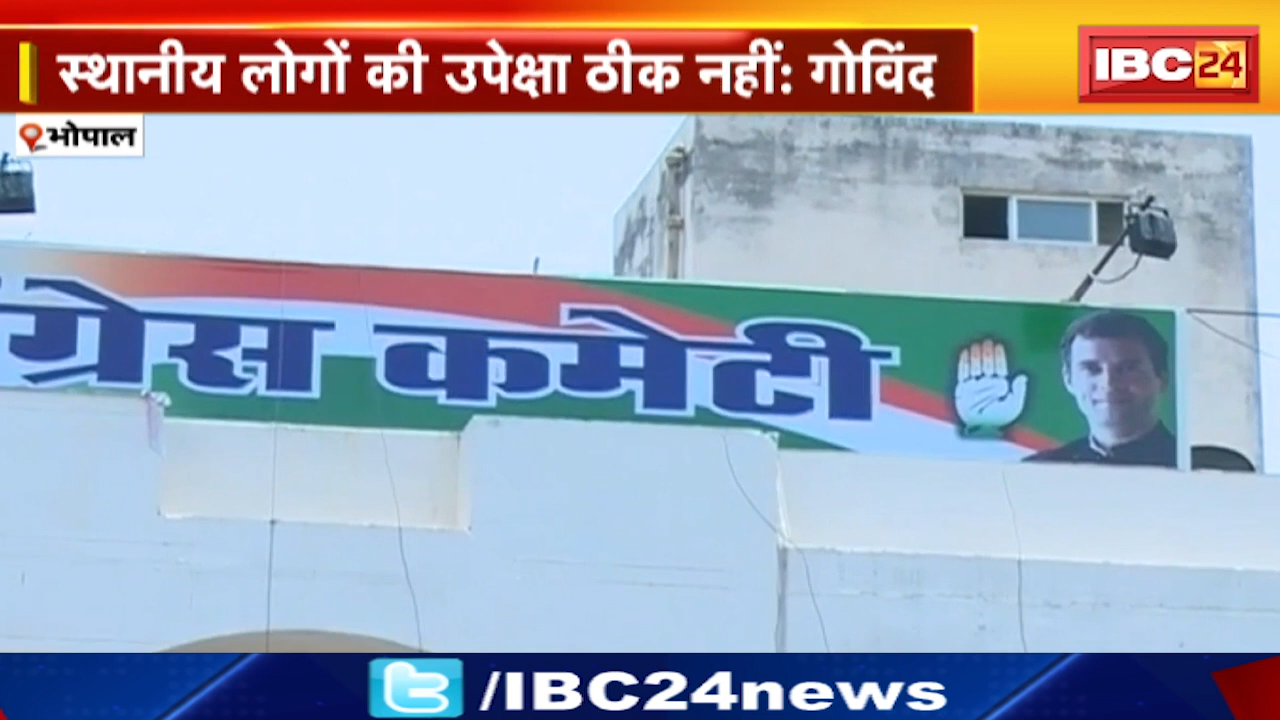 स्थानीय लोगों की उपेक्षा ठीक नहीं: गोविंद
IBC24
भोपाल
ग्रेस कमेटी
/IBC24news